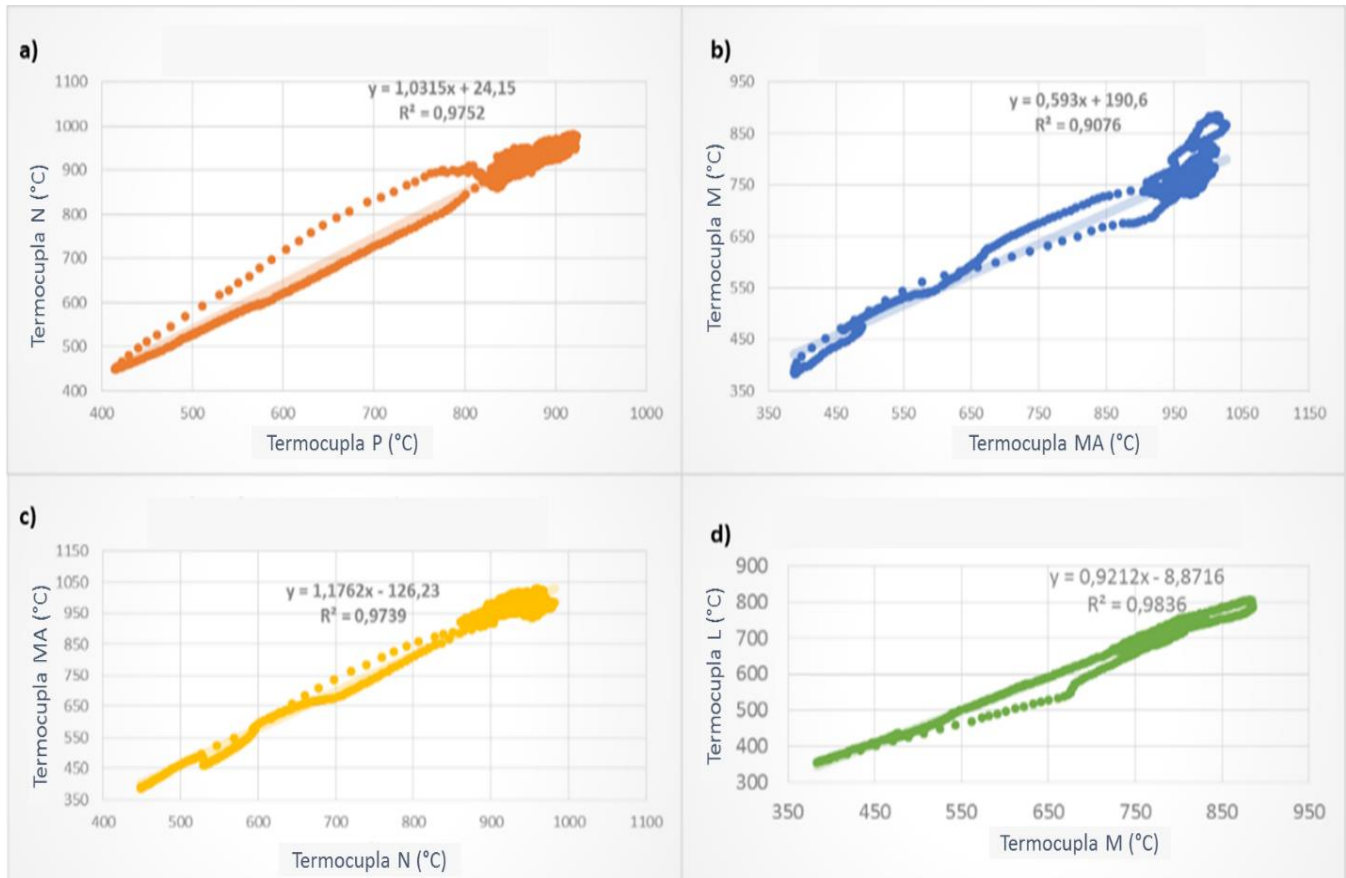 a)
y = 1,0315x + 24,15
R² = 0,9752
1100
1000
900
800
700
600
500
400
400 500 600 700 800 900 1000
Termocupla N (°C)
Termocupla P (°C)
b)
y = 0,593x + 190,6
R² = 0,9076
950
850
750
650
550
450
350
350 450 550 650 750 850 950 1050 1150
Termocupla M (°C)
Termocupla MA (°C)
c)
y = 1,1762x - 126,23
R² = 0,9739
1150
1050
950
850
750
650
550
450
350
400 500 600 700 800 900 1000 1100
Termocupla MA (°C)
Termocupla N (°C)
d)
y = 0,9212x - 8,8716
R² = 0,9836
900
800
700
600
500
400
300
350 450 550 650 750 850 950
Termocupla L (°C)
Termocupla M (°C)